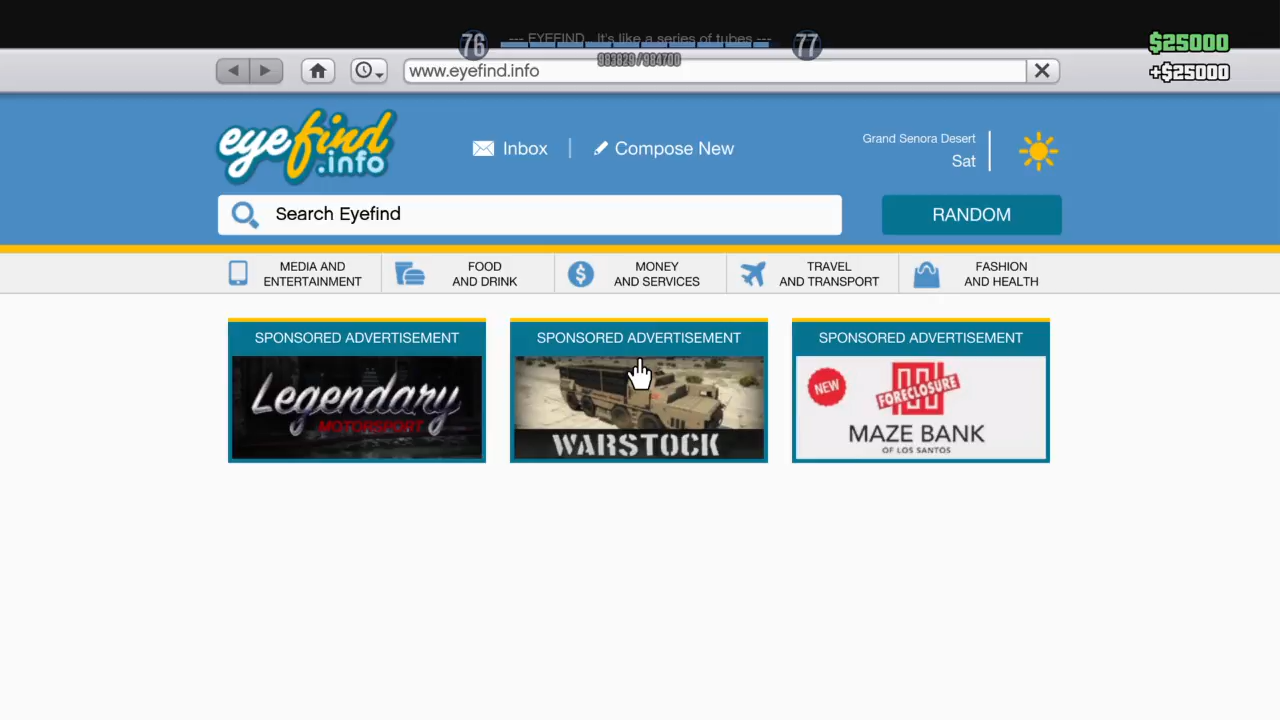 76
--- EYEFIND...It's like a series of tubes ---
77
983829 / 984700
$25000
+$25000
www.eyefind.info
eyefind.info
Inbox
Compose New
Grand Senora Desert
Sat
Search Eyefind
RANDOM
MEDIA AND ENTERTAINMENT
FOOD AND DRINK
MONEY AND SERVICES
TRAVEL AND TRANSPORT
FASHION AND HEALTH
SPONSORED ADVERTISEMENT
Legendary
MOTORSPORT
SPONSORED ADVERTISEMENT
WARSTOCK
SPONSORED ADVERTISEMENT
NEW
FORECLOSURE
MAZE BANK
OF LOS SANTOS